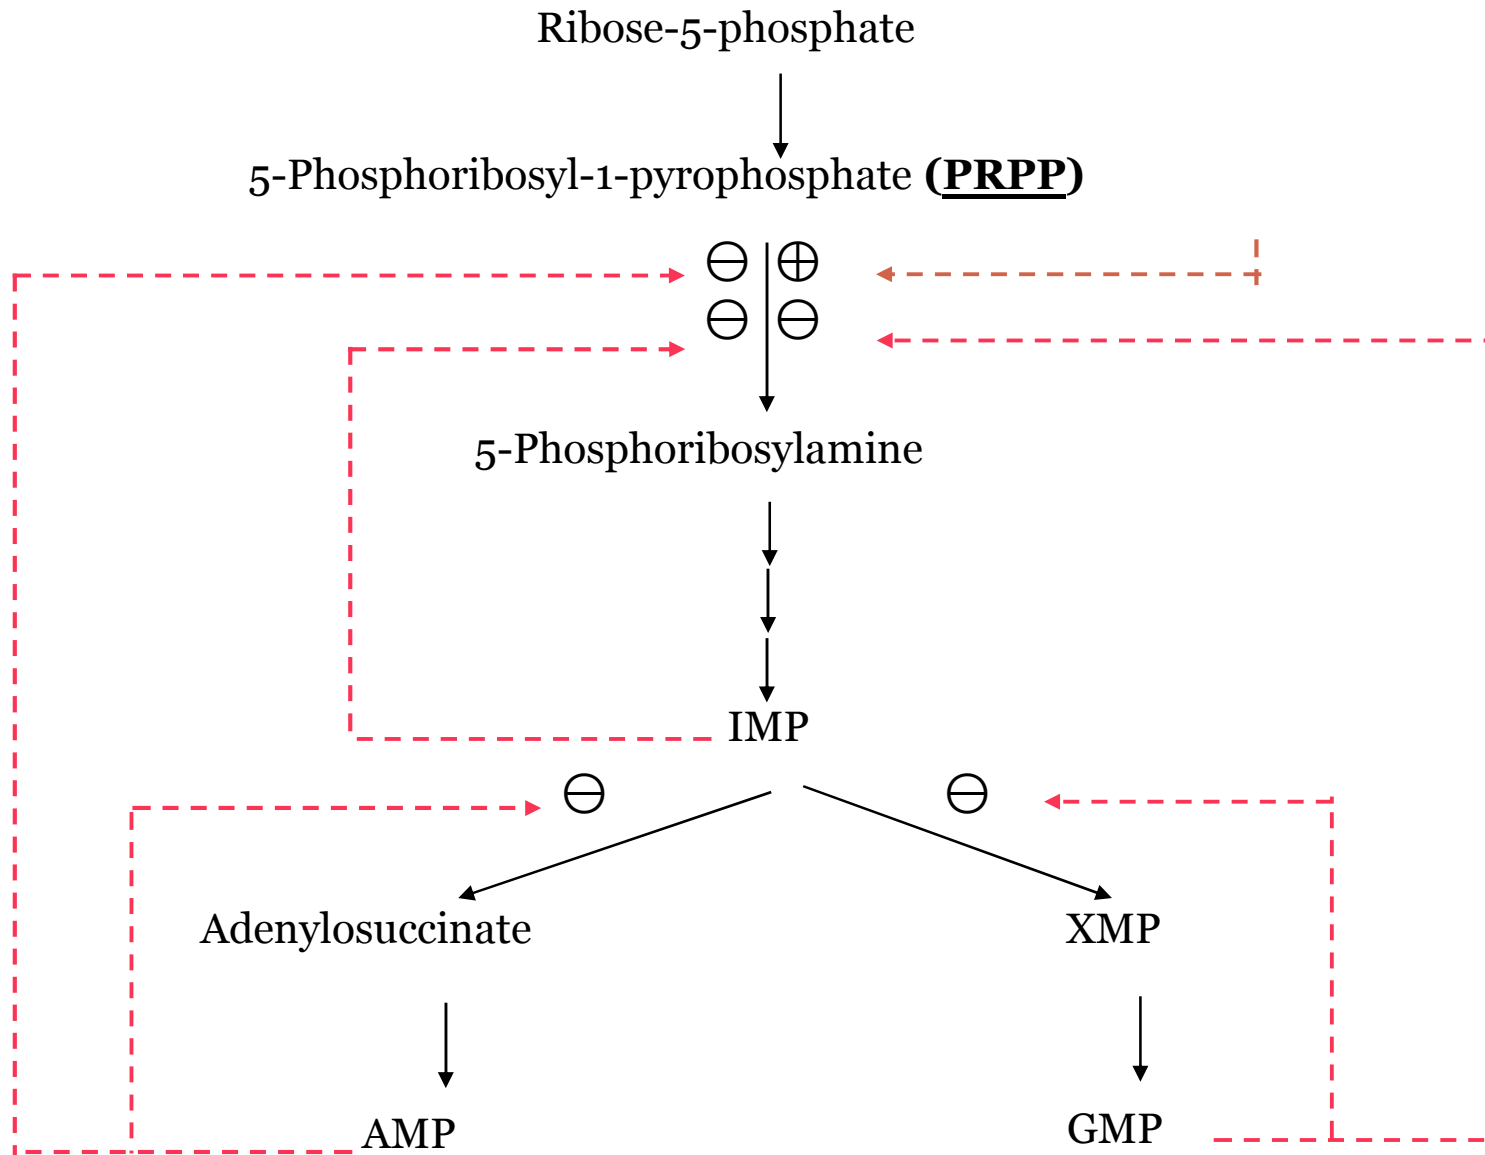 Ribose-5-phosphate
5-Phosphoribosyl-1-pyrophosphate (PRPP)
5-Phosphoribosylamine
IMP
Adenylosuccinate
XMP
AMP
GMP